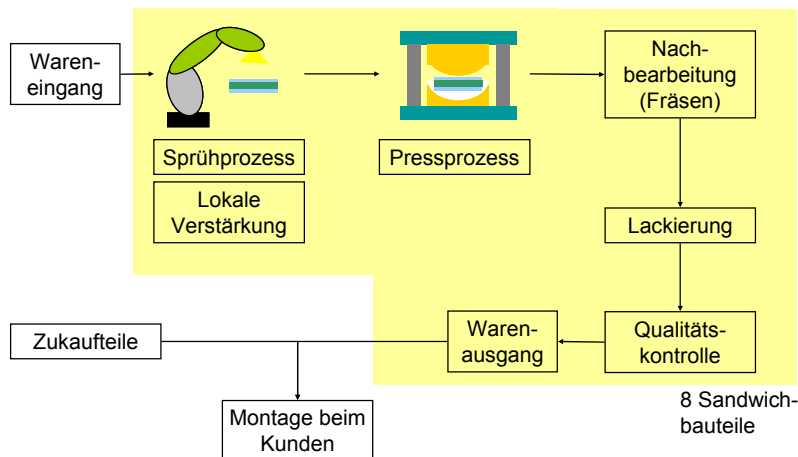 Waren-
eingang
Sprühprozess
Lokale
Verstärkung
Pressprozess
Nach-
bearbeitung
(Fräsen)
Lackierung
Qualitäts-
kontrolle
Waren-
ausgang
Zukaufteile
Montage beim
Kunden
8 Sandwich-
bauteile